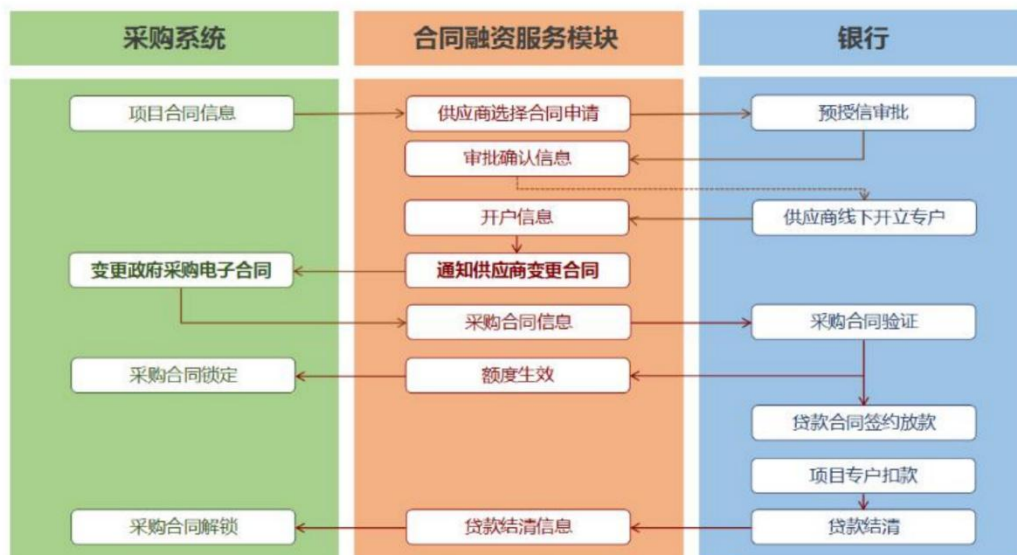 采购系统
合同融资服务模块
银行
项目合同信息
供应商选择合同申请
预授信审批
审批确认信息
开户信息
供应商线下开立专户
变更政府采购电子合同
通知供应商变更合同
采购合同信息
采购合同验证
采购合同锁定
额度生效
贷款合同签约放款
项目专户扣款
采购合同解锁
贷款结清信息
贷款结清